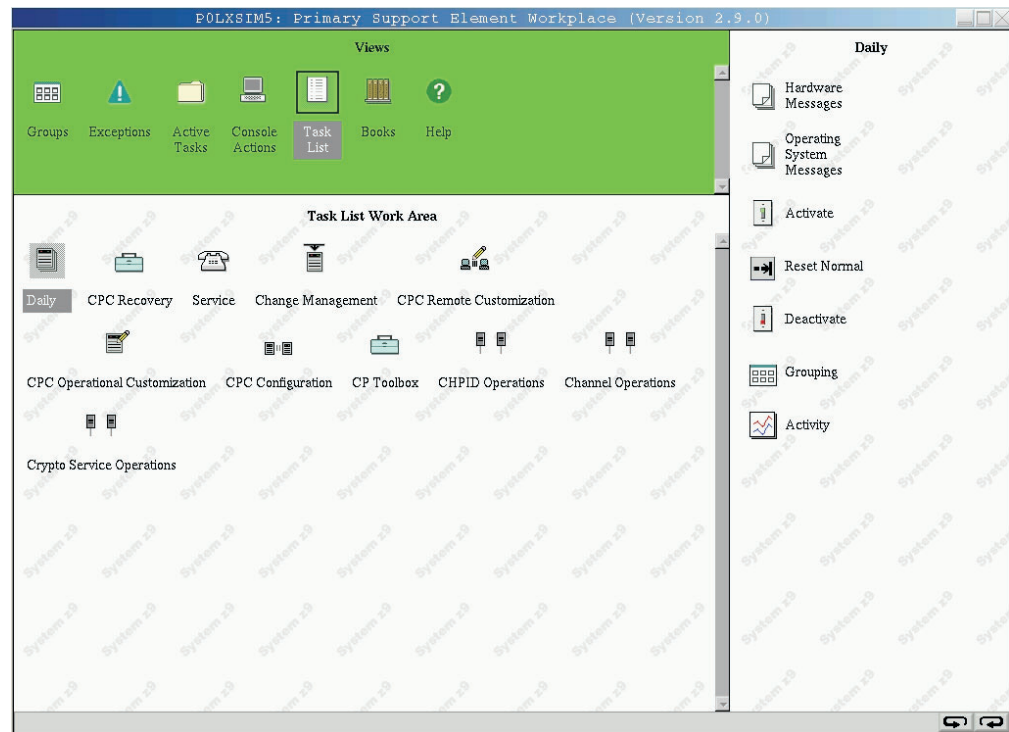 P0LXSIM5: Primary Support Element Workplace (Version 2.9.0)
Views
Groups
Exceptions
Active
Tasks
Console
Actions
Task
List
Books
Help
Task List Work Area
Daily
CPC Recovery
Service
Change Management
CPC Remote Customization
CPC Operational Customization
CPC Configuration
CP Toolbox
CHPID Operations
Channel Operations
Crypto Service Operations
Daily
Hardware
Messages
Operating
System
Messages
Activate
Reset Normal
Deactivate
Grouping
Activity
System z9